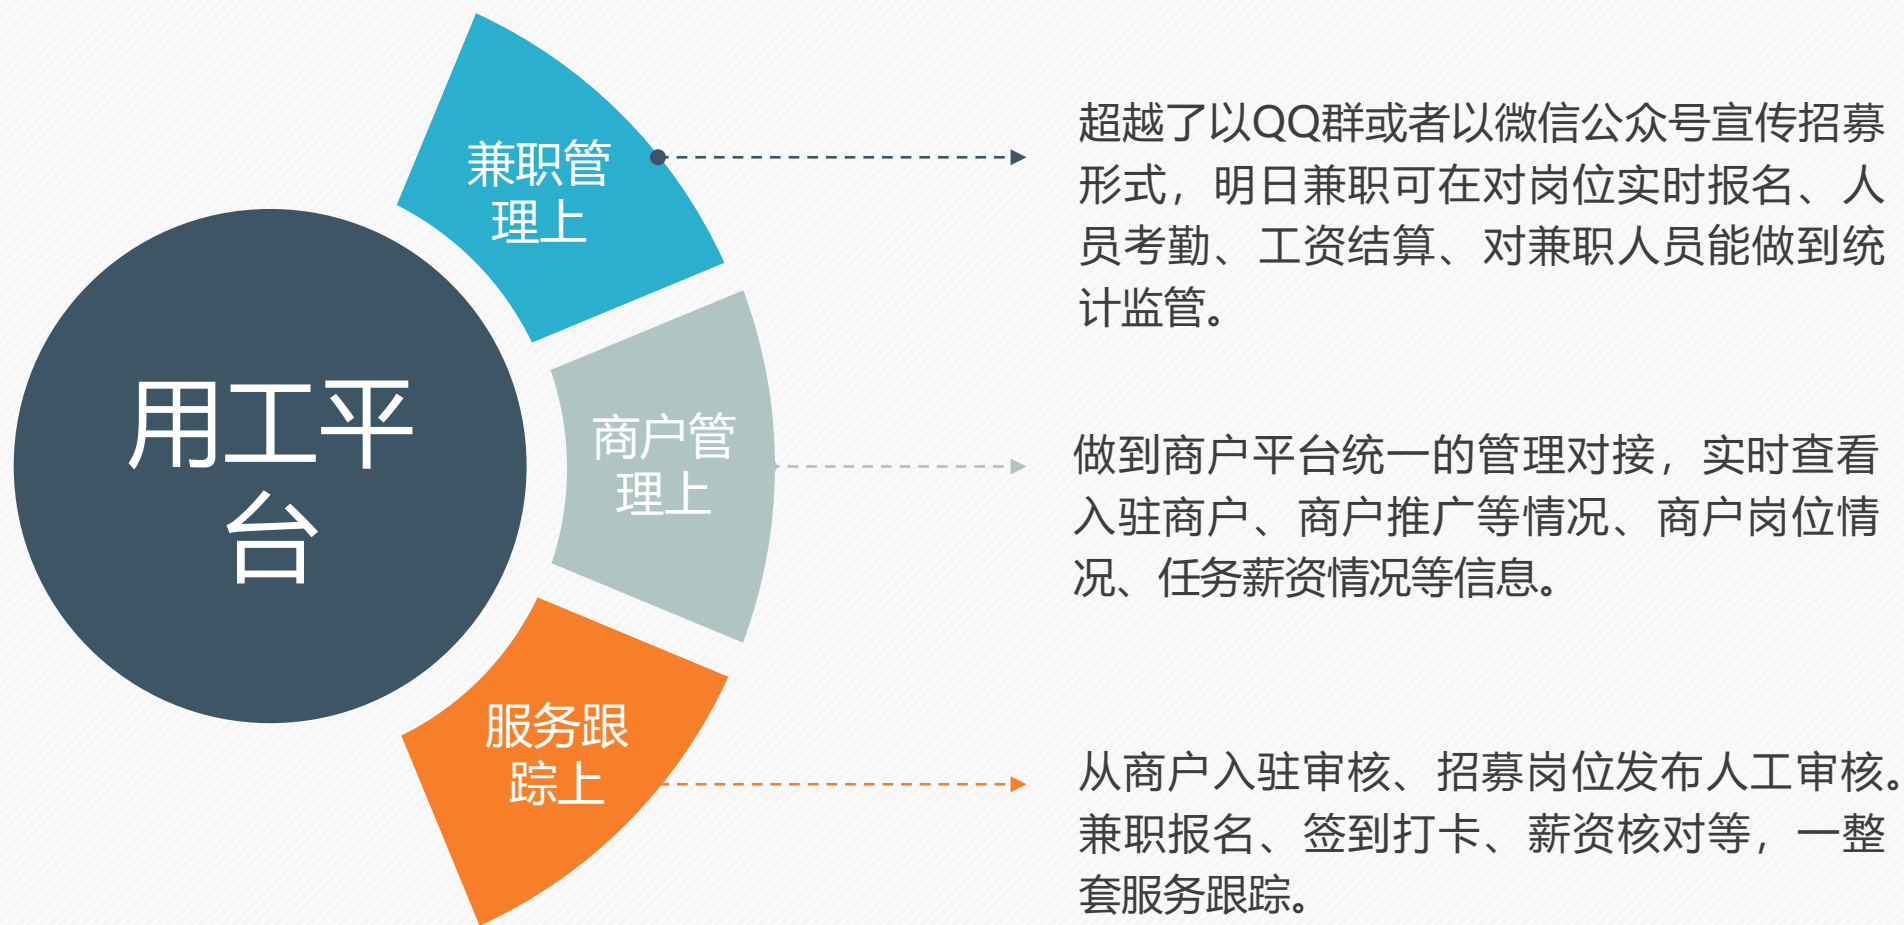 用工平
台
兼职管
理上
超越了以QQ群或者以微信公众号宣传招募
形式，明日兼职可在对岗位实时报名、人
员考勤、工资结算、对兼职人员能做到统
计监管。
商户管
理上
做到商户平台统一的管理对接，实时查看
入驻商户、商户推广等情况、商户岗位情
况、任务薪资情况等信息。
服务跟
踪上
从商户入驻审核、招募岗位发布人工审核。
兼职报名、签到打卡、薪资核对等，一整
套服务跟踪。